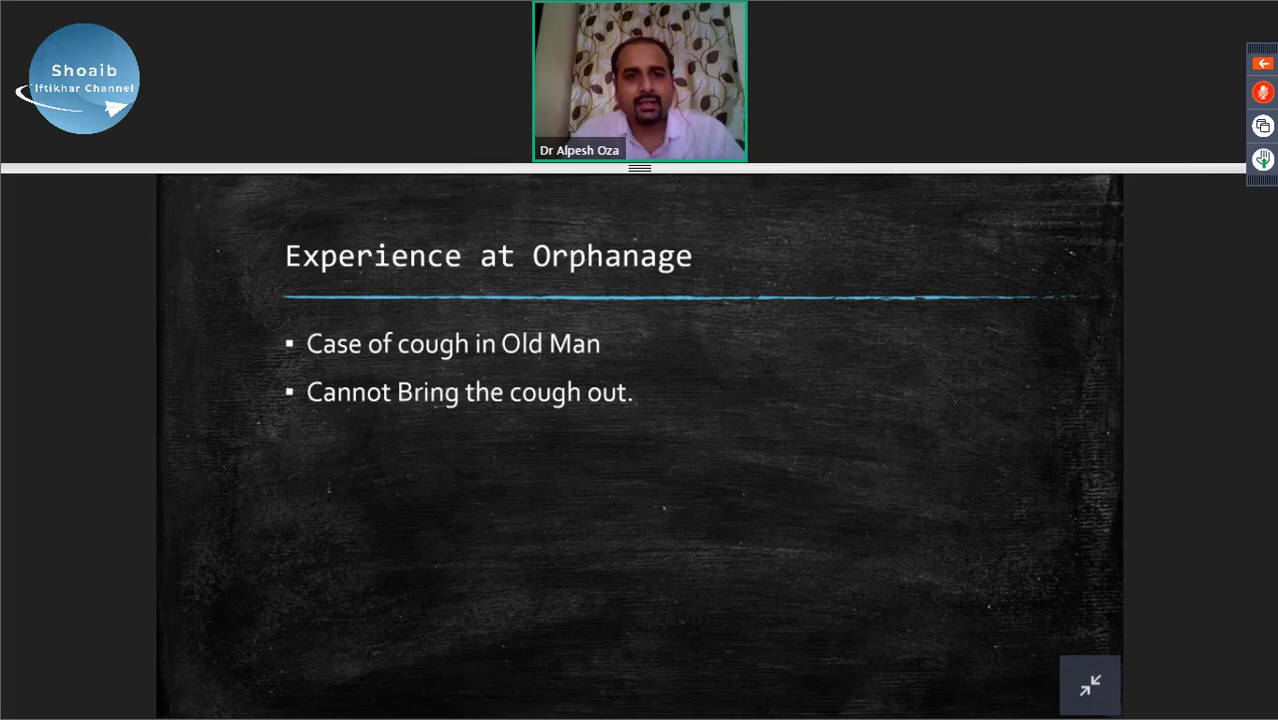 Shoaib
Iftikhar Channel
Dr Alpesh Oza
Experience at Orphanage
▪ Case of cough in Old Man
▪ Cannot Bring the cough out.